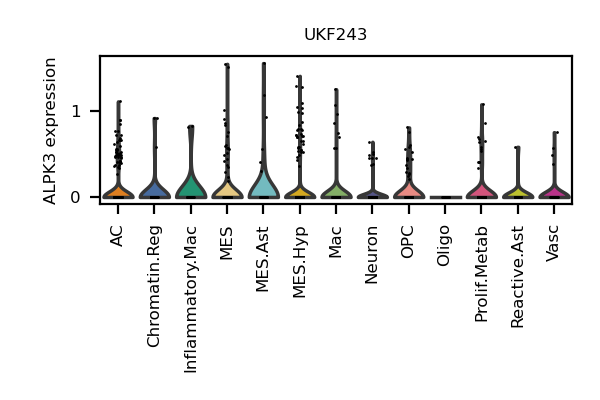 UKF243
ALPK3 expression
1
0
AC
Chromatin.Reg
Inflammatory.Mac
MES
MES.Ast
MES.Hyp
Mac
Neuron
OPC
Oligo
Prolif.Metab
Reactive.Ast
Vasc